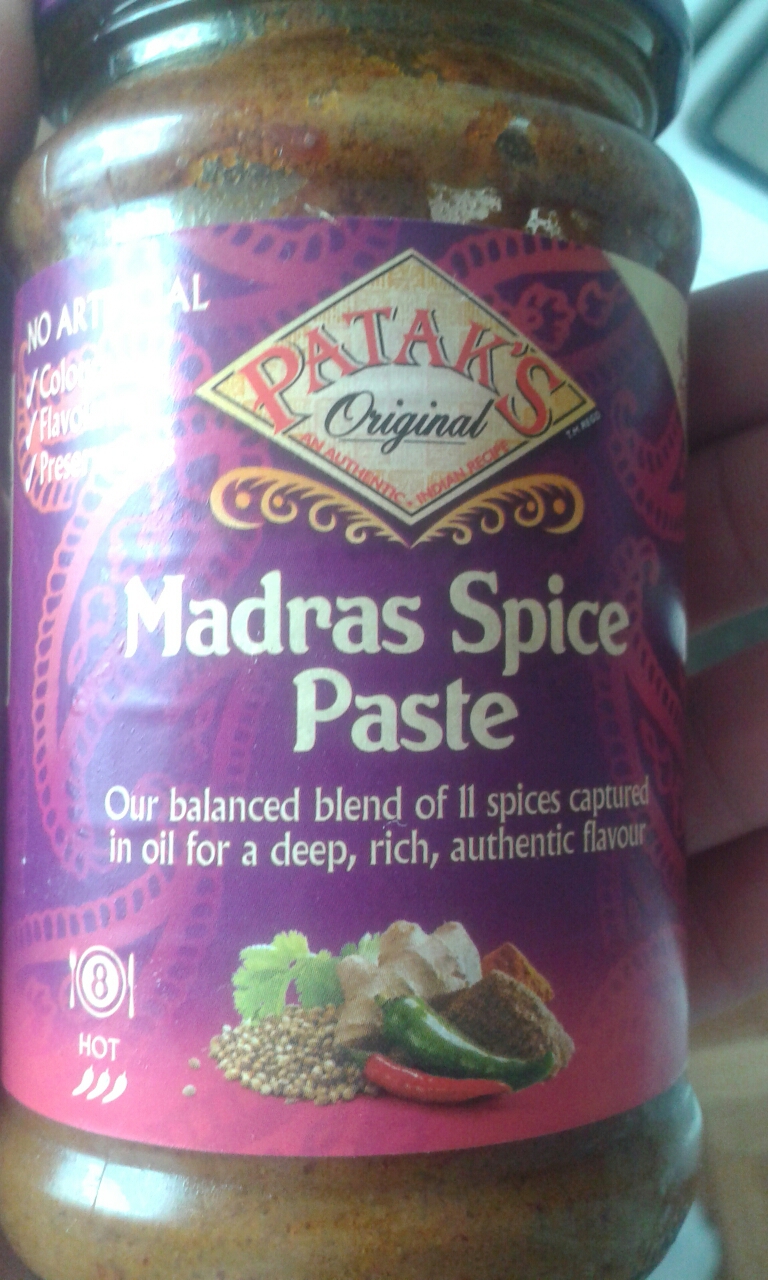 NO
PATAK'S
Original
T.M. REGD
AN AUTHENTIC • INDIAN RECIPE
Madras Spice
Paste
Our balanced blend of 11 spices captured
in oil for a deep, rich, authentic flavour
8
HOT